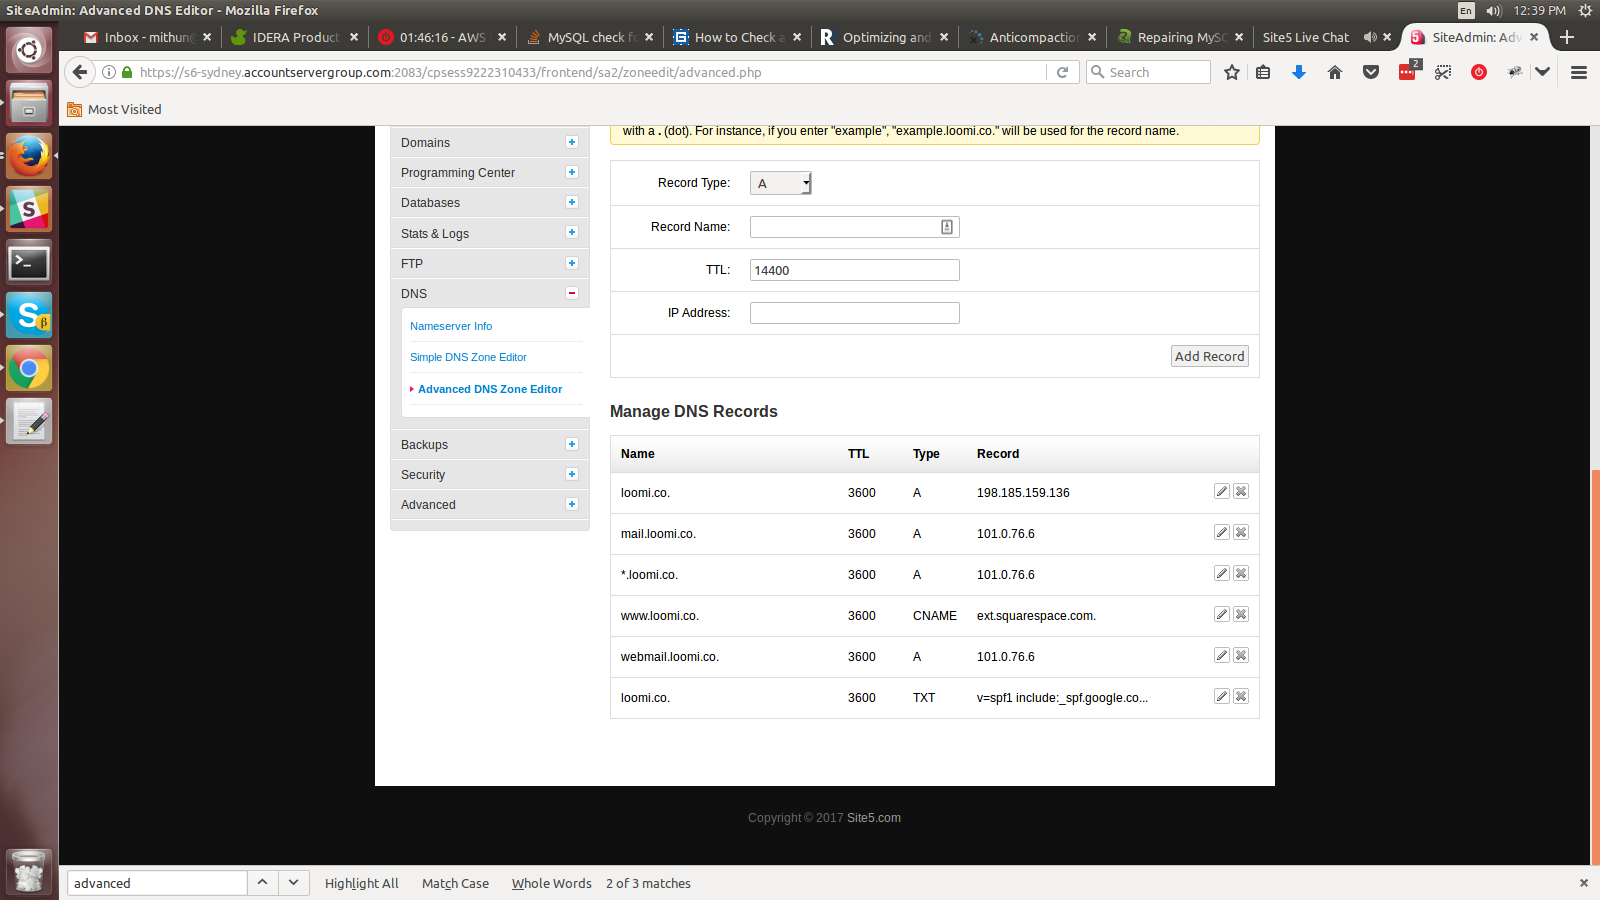 SiteAdmin: Advanced DNS Editor - Mozilla Firefox
En
12:39 PM
Inbox - mithun@
IDERA Product
01:46:16 - AWS
MySQL check fo
How to Check a
Optimizing and
Anticompaction
Repairing MySQ
Site5 Live Chat
SiteAdmin: Adv
https://s6-sydney.accountservergroup.com:2083/cpsess9222310433/frontend/sa2/zoneedit/advanced.php
Search
2
Most Visited
with a . (dot). For instance, if you enter "example", "example.loomi.co." will be used for the record name.
Domains
Programming Center
Databases
Stats & Logs
FTP
DNS
Nameserver Info
Simple DNS Zone Editor
Advanced DNS Zone Editor
Backups
Security
Advanced
Record Type: A
Record Name:
TTL: 14400
IP Address:
Add Record
Manage DNS Records
Name TTL Type Record
loomi.co. 3600 A 198.185.159.136
mail.loomi.co. 3600 A 101.0.76.6
*.loomi.co. 3600 A 101.0.76.6
www.loomi.co. 3600 CNAME ext.squarespace.com.
webmail.loomi.co. 3600 A 101.0.76.6
loomi.co. 3600 TXT v=spf1 include:_spf.google.co...
Copyright © 2017 Site5.com
advanced
Highlight All
Match Case
Whole Words
2 of 3 matches